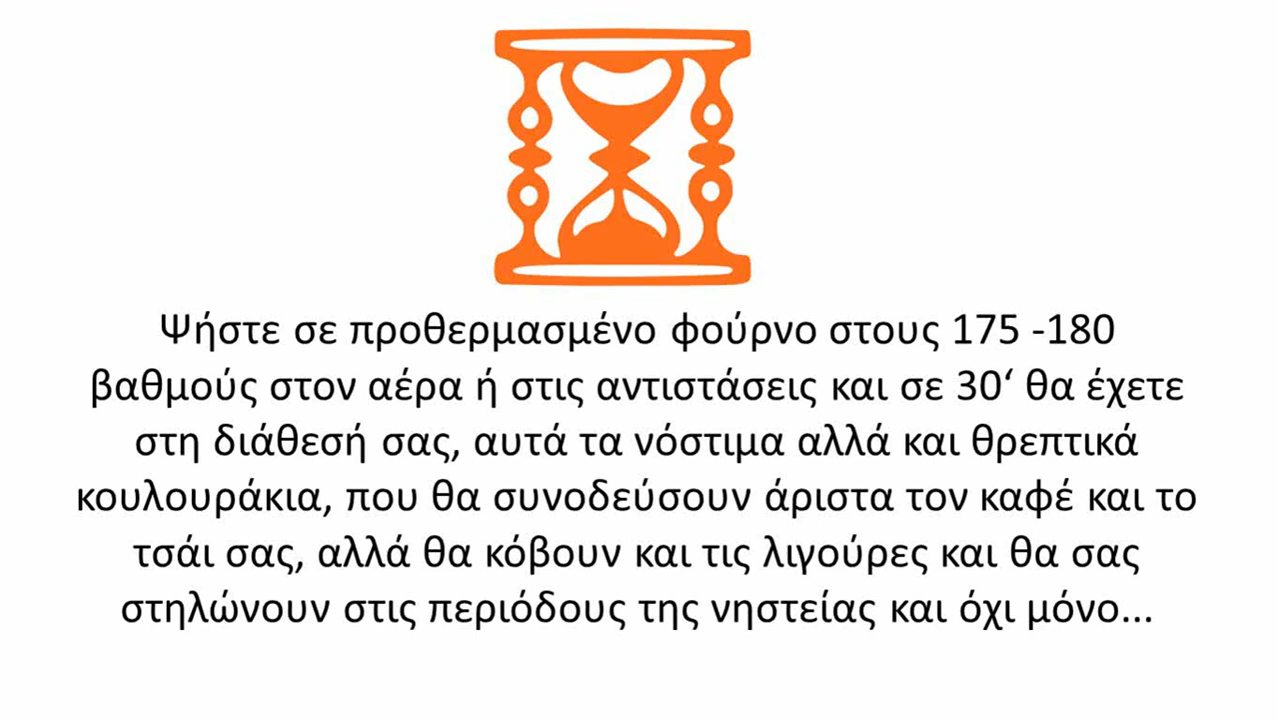 Ψήστε σε προθερμασμένο φούρνο στους 175 -180
βαθμούς στον αέρα ή στις αντιστάσεις και σε 30‘ θα έχετε
στη διάθεσή σας, αυτά τα νόστιμα αλλά και θρεπτικά
κουλουράκια, που θα συνοδεύσουν άριστα τον καφέ και το
τσάι σας, αλλά θα κόβουν και τις λιγούρες και θα σας
στηλώνουν στις περιόδους της νηστείας και όχι μόνο...